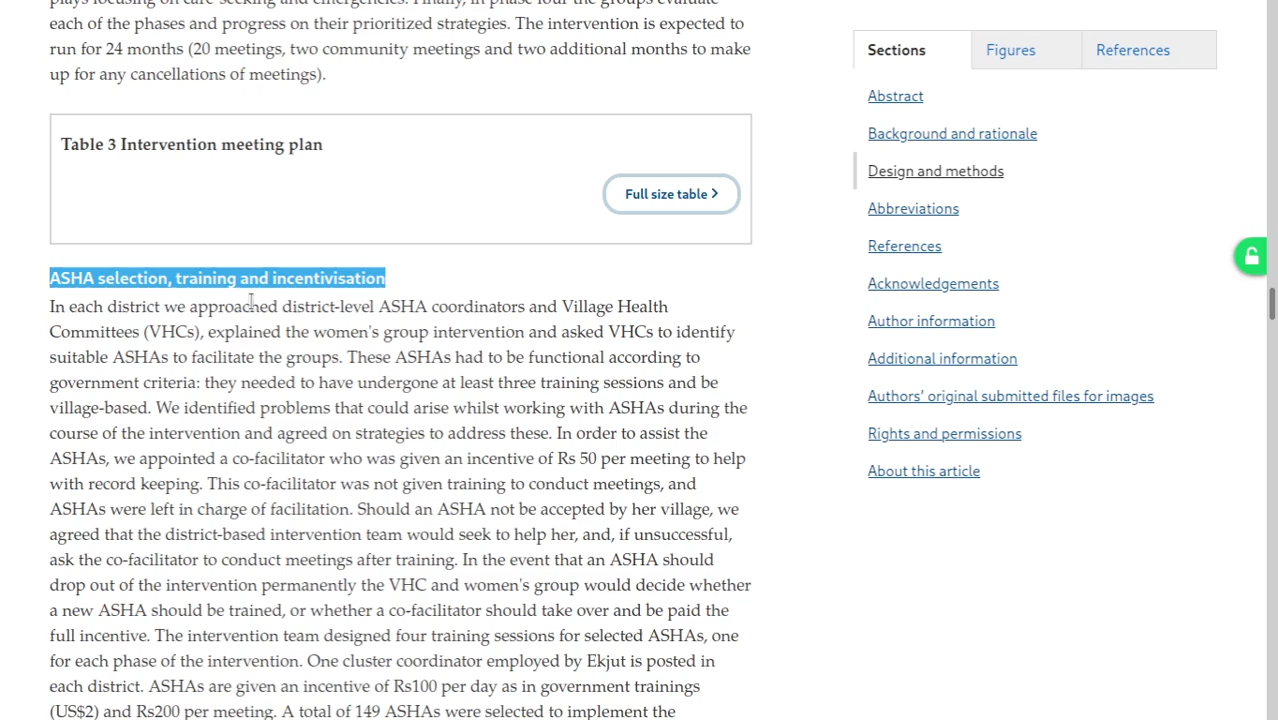 plays focusing on care-seeking and emergencies. Finally, in phase four the groups evaluate
each of the phases and progress on their prioritized strategies. The intervention is expected to
run for 24 months (20 meetings, two community meetings and two additional months to make
up for any cancellations of meetings).
Table 3 Intervention meeting plan
Full size table
ASHA selection, training and incentivisation
In each district we approached district-level ASHA coordinators and Village Health
Committees (VHCs), explained the women's group intervention and asked VHCs to identify
suitable ASHAs to facilitate the groups. These ASHAs had to be functional according to
government criteria: they needed to have undergone at least three training sessions and be
village-based. We identified problems that could arise whilst working with ASHAs during the
course of the intervention and agreed on strategies to address these. In order to assist the
ASHAs, we appointed a co-facilitator who was given an incentive of Rs 50 per meeting to help
with record keeping. This co-facilitator was not given training to conduct meetings, and
ASHAs were left in charge of facilitation. Should an ASHA not be accepted by her village, we
agreed that the district-based intervention team would seek to help her, and, if unsuccessful,
ask the co-facilitator to conduct meetings after training. In the event that an ASHA should
drop out of the intervention permanently the VHC and women's group would decide whether
a new ASHA should be trained, or whether a co-facilitator should take over and be paid the
full incentive. The intervention team designed four training sessions for selected ASHAs, one
for each phase of the intervention. One cluster coordinator employed by Ekjut is posted in
each district. ASHAs are given an incentive of Rs100 per day as in government trainings
(US$2) and Rs200 per meeting. A total of 149 ASHAs were selected to implement the
Sections
Figures
References
Abstract
Background and rationale
Design and methods
Abbreviations
References
Acknowledgements
Author information
Additional information
Authors’ original submitted files for images
Rights and permissions
About this article